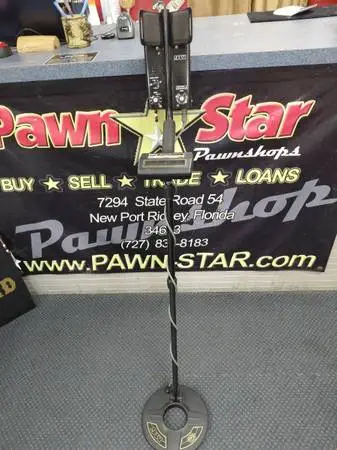 Pawn Star
Pawnshops
BUY ★ SELL ★ TRADE ★ LOANS
7294 State Road 54
New Port Richey, Florida
Pawnshop
www.PAWN-STAR.com